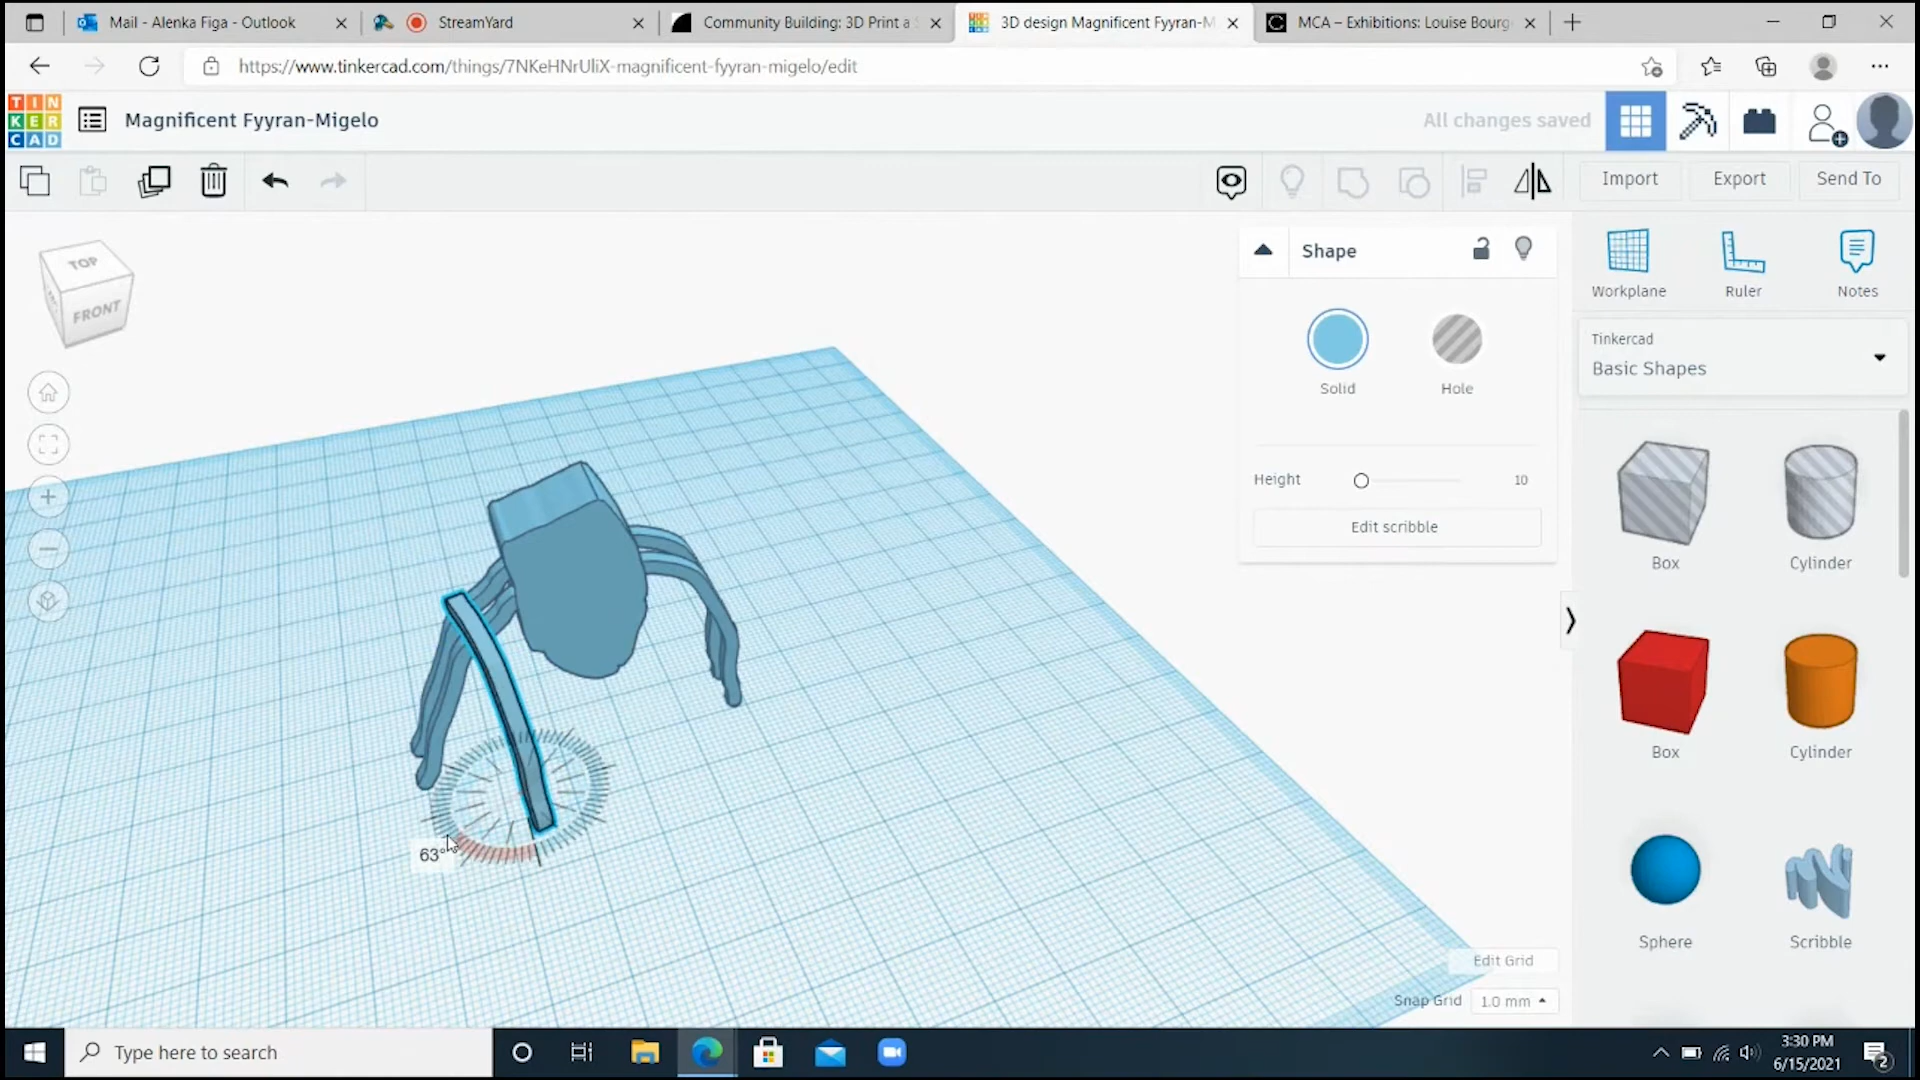 Mail - Alenka Figa - Outlook
StreamYard
Community Building: 3D Print a S
3D design Magnificent Fyyran-M
MCA – Exhibitions: Louise Bourg
https://www.tinkercad.com/things/7NKeHNrUliX-magnificent-fyyran-migelo/edit
TIN
KER
CAD
Magnificent Fyyran-Migelo
All changes saved
Import
Export
Send To
TOP
FRONT
Shape
Solid
Hole
Height
10
Edit scribble
Workplane
Ruler
Notes
Tinkercad
Basic Shapes
Box
Cylinder
Box
Cylinder
Sphere
Scribble
63°
Edit Grid
Snap Grid
1.0 mm
Type here to search
3:30 PM
6/15/2021
2